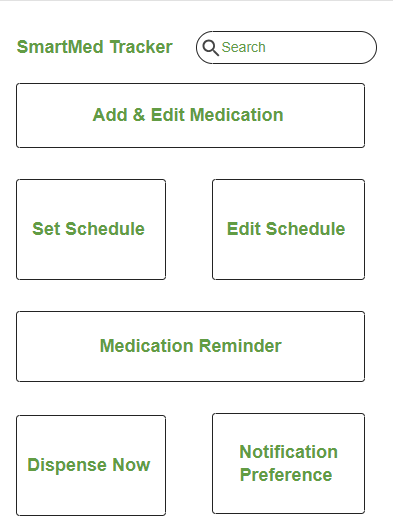 SmartMed Tracker
Search
Add & Edit Medication
Set Schedule
Edit Schedule
Medication Reminder
Dispense Now
Notification
Preference